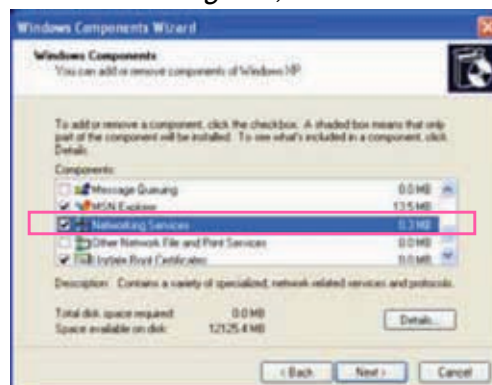 Windows Components Wizard
Windows Components
You can add or remove components of Windows XP.
To add or remove a component, click the checkbox. A shaded box means that only
part of the component will be installed. To see what's included in a component, click
Details.
Components:
Message Queuing 0.0 MB
MSN Explorer 13.5 MB
Networking Services 0.3 MB
Other Network File and Print Services 0.0 MB
Update Root Certificates 0.0 MB
Description: Contains a variety of specialized, network-related services and protocols.
Total disk space required: 0.0 MB
Space available on disk: 12125.4 MB
Details...
< Back Next > Cancel